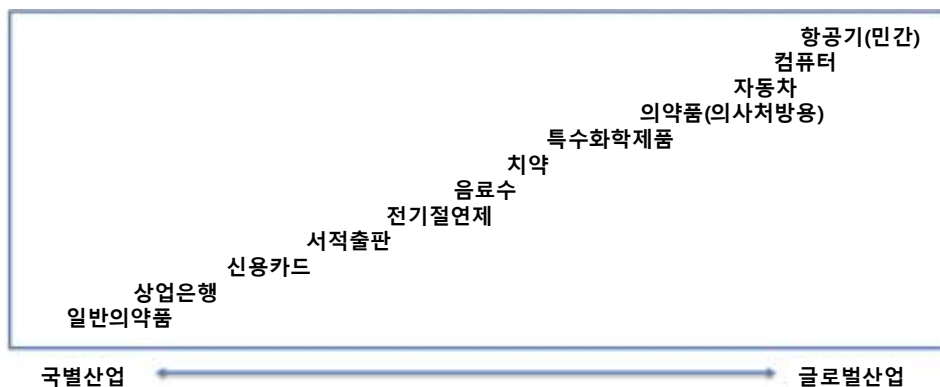 항공기(민간)
컴퓨터
자동차
의약품(의사처방용)
특수화학제품
치약
음료수
전기절연제
서적출판
신용카드
상업은행
일반의약품
국별산업 글로벌산업